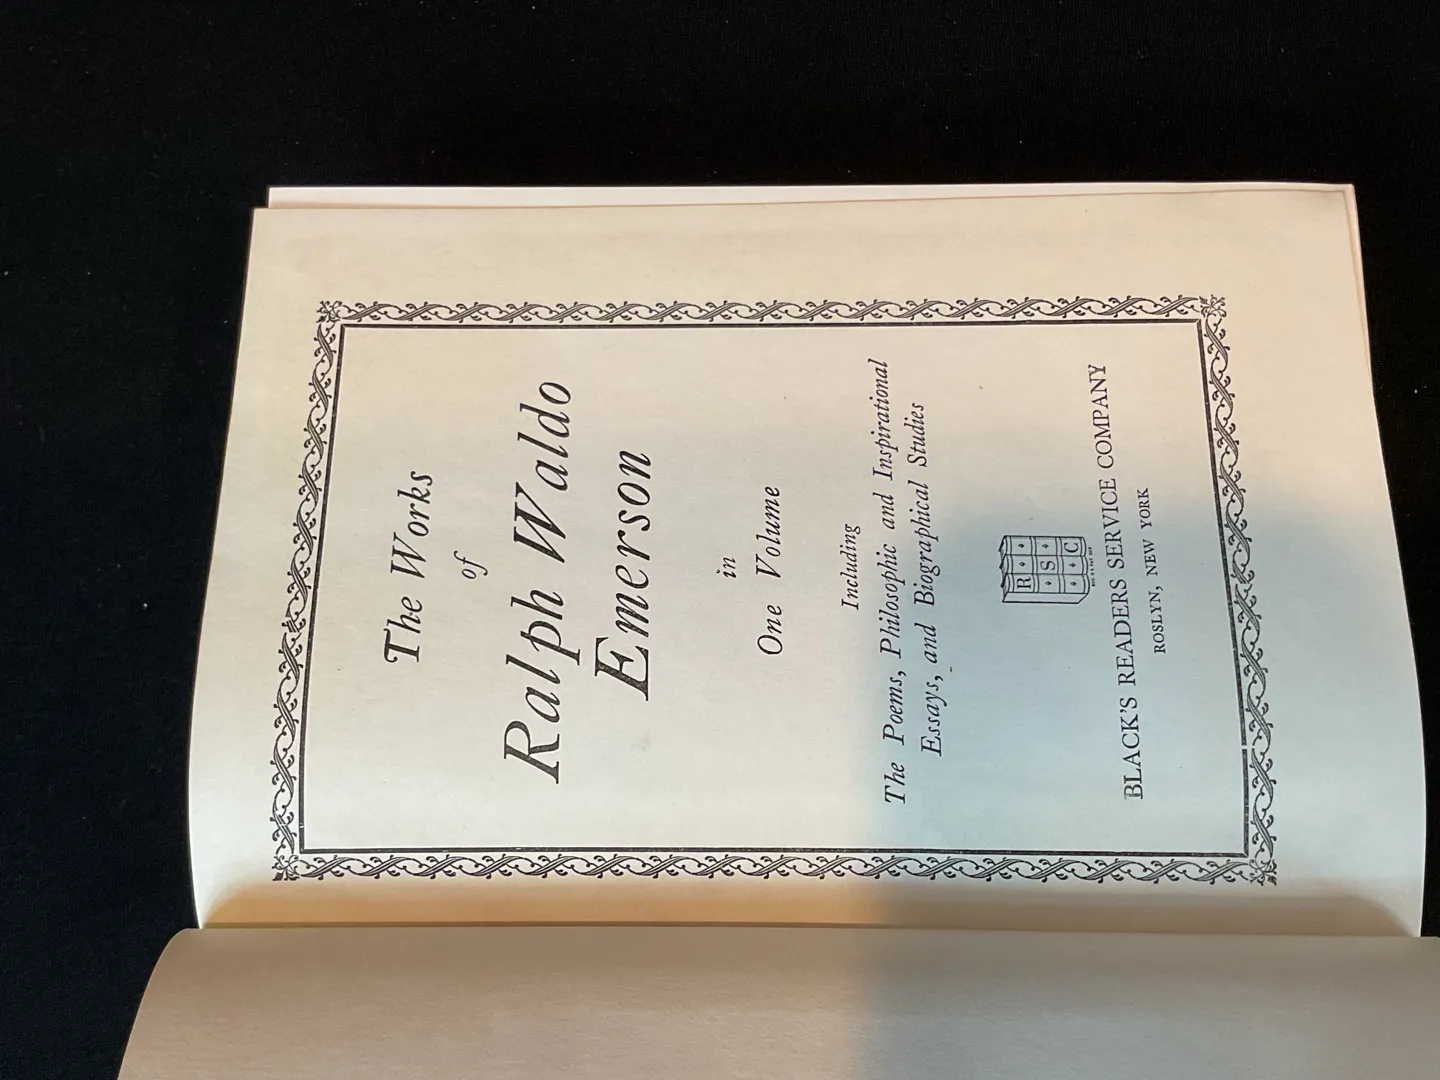 The Works
of
Ralph Waldo
Emerson
in
One Volume
Including
The Poems, Philosophic and Inspirational
Essays, and Biographical Studies
R S C
BLACK'S READERS SERVICE COMPANY
ROSLYN, NEW YORK